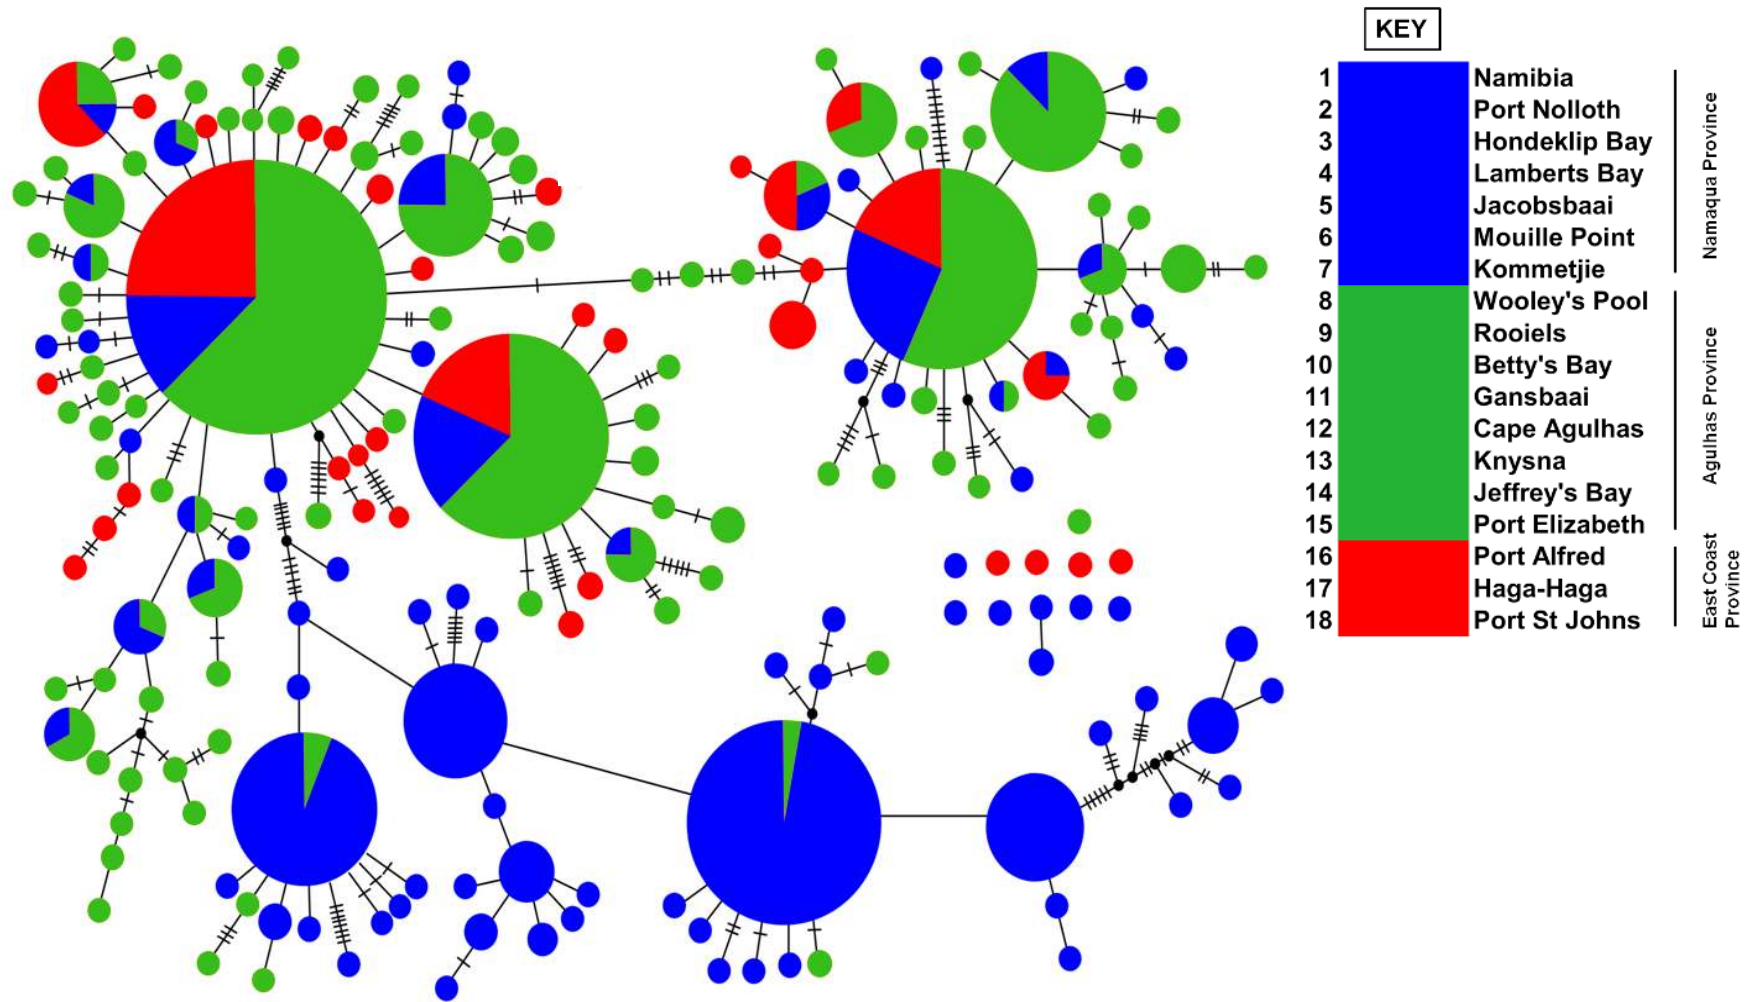 KEY
1 Namibia
2 Port Nolloth
3 Hondeklip Bay
4 Lamberts Bay
5 Jacobsbaai
6 Mouille Point
7 Kommetjie
Namaqua Province
8 Wooley's Pool
9 Rooiels
10 Betty's Bay
11 Gansbaai
12 Cape Agulhas
13 Knysna
14 Jeffrey's Bay
15 Port Elizabeth
Agulhas Province
16 Port Alfred
17 Haga-Haga
18 Port St Johns
East Coast
Province